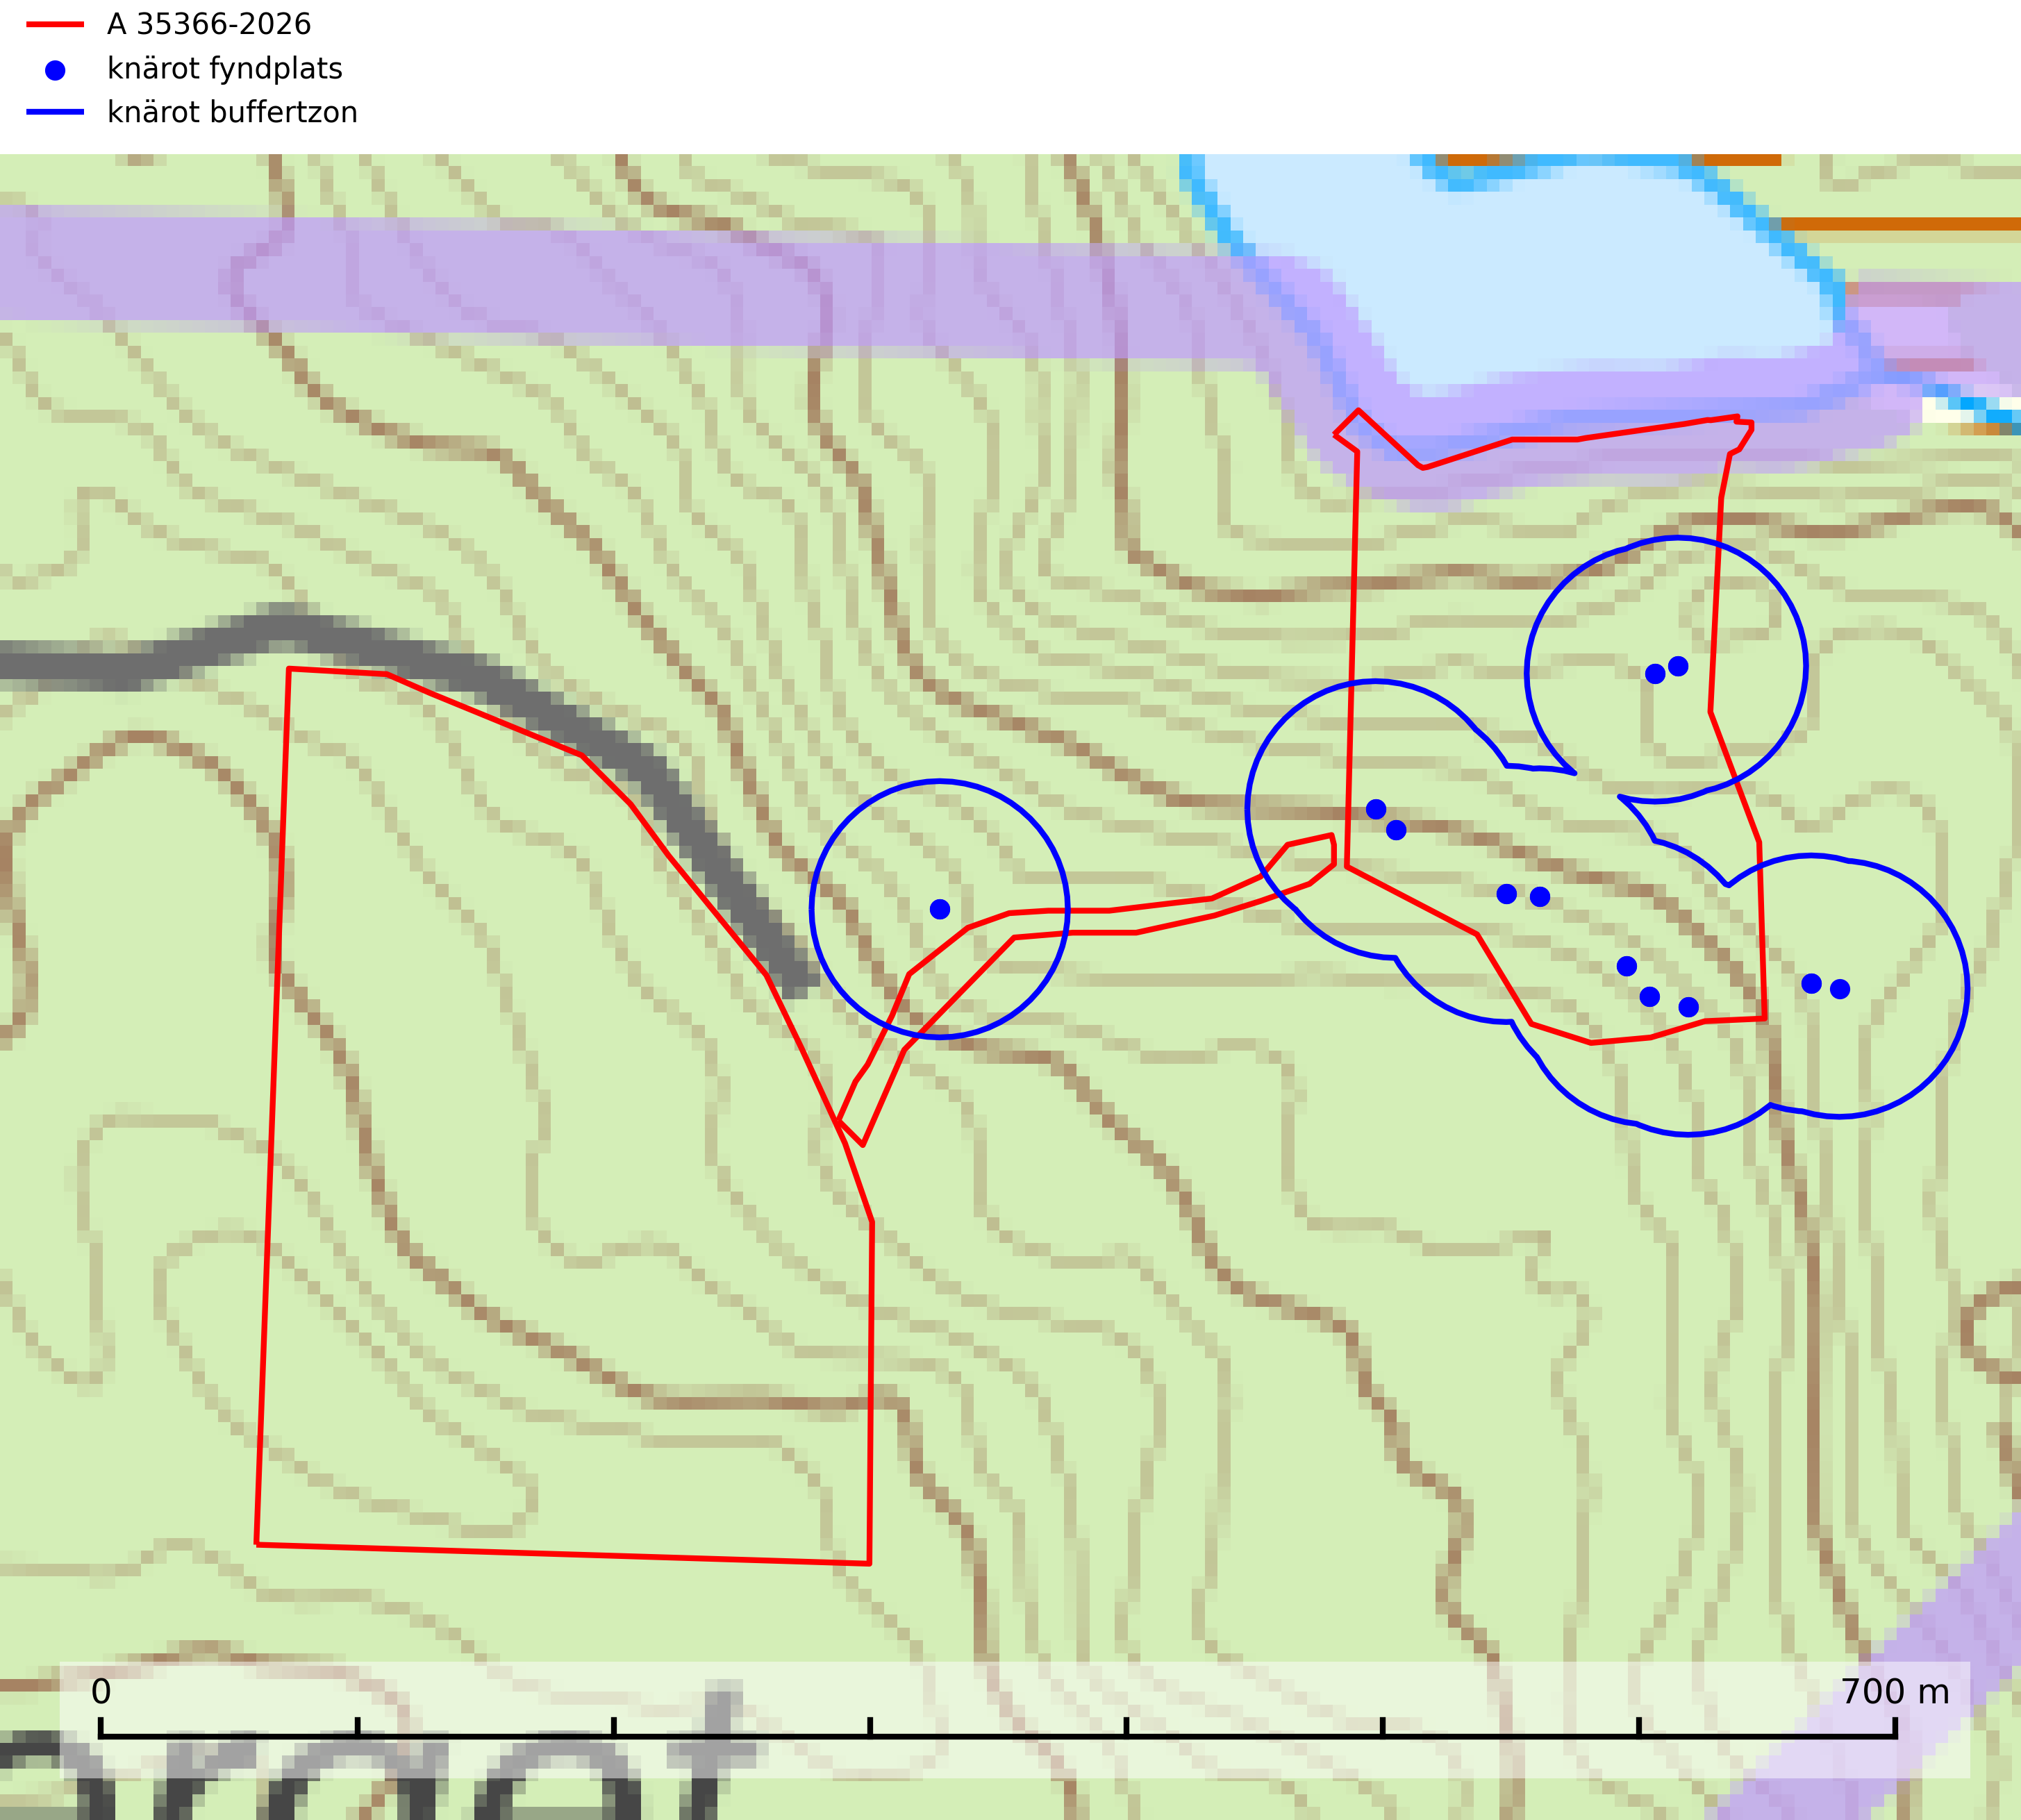 A 35366-2026
knärot fyndplats
knärot buffertzon
0 700 m